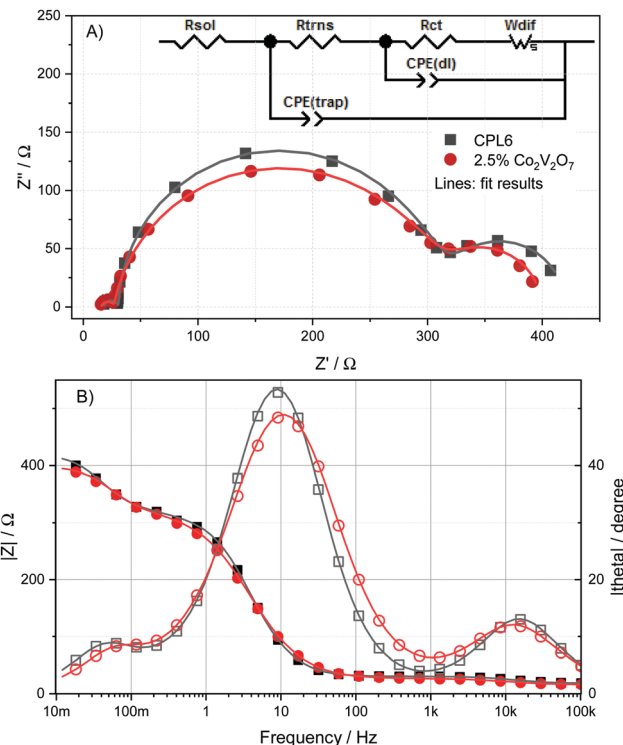 A)
Rsol
Rtrns
Rct
Wdif
s
CPE(dl)
CPE(trap)
CPL6
2.5% Co₂V₂O₇
Lines: fit results
250
200
150
100
50
0
Z'' / Ω
0
100
200
300
400
Z' / Ω
B)
400
200
0
|Z| / Ω
40
20
0
|thetal / degree
10m
100m
1
10
100
1k
10k
100k
Frequency / Hz